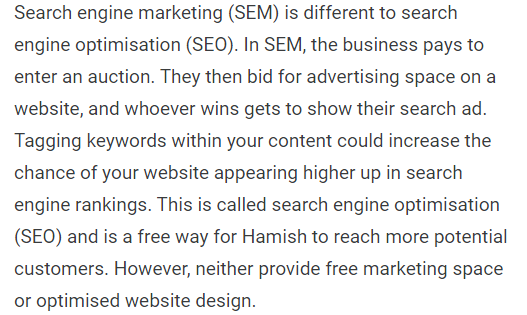 Search engine marketing (SEM) is different to search
engine optimisation (SEO). In SEM, the business pays to
enter an auction. They then bid for advertising space on a
website, and whoever wins gets to show their search ad.
Tagging keywords within your content could increase the
chance of your website appearing higher up in search
engine rankings. This is called search engine optimisation
(SEO) and is a free way for Hamish to reach more potential
customers. However, neither provide free marketing space
or optimised website design.